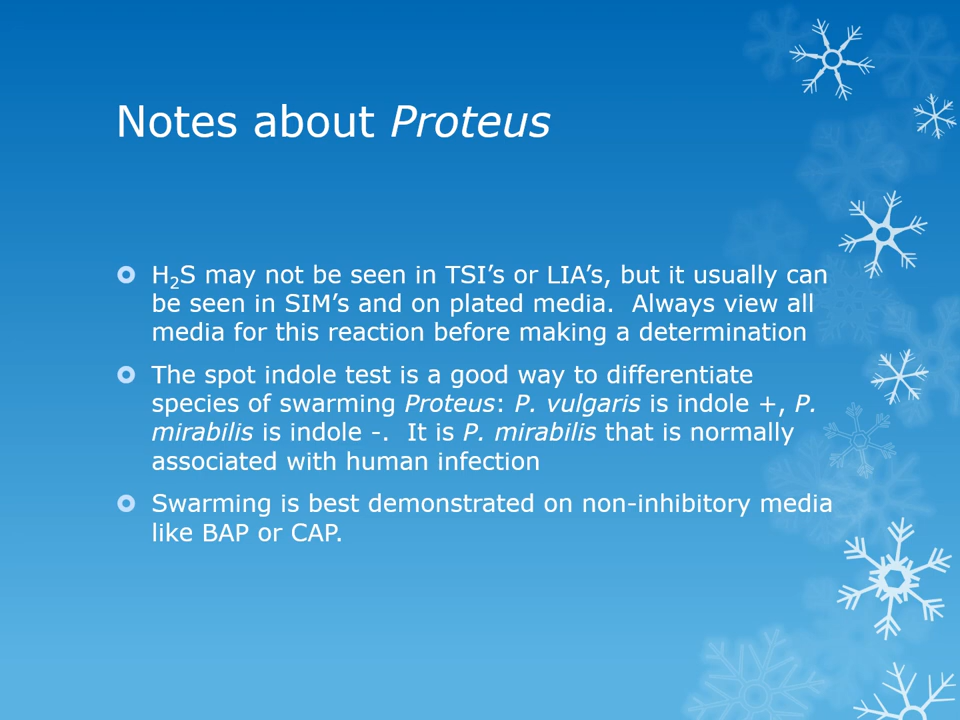 Notes about Proteus
H₂S may not be seen in TSI’s or LIA’s, but it usually can
be seen in SIM’s and on plated media.  Always view all
media for this reaction before making a determination
The spot indole test is a good way to differentiate
species of swarming Proteus: P. vulgaris is indole +, P.
mirabilis is indole -.  It is P. mirabilis that is normally
associated with human infection
Swarming is best demonstrated on non-inhibitory media
like BAP or CAP.